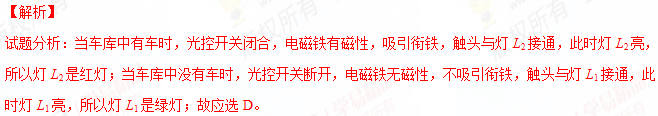 【解析】
试题分析：当车库中有车时，光控开关闭合，电磁铁有磁性，吸引衔铁，触头与灯 L2 接通，此时灯 L2亮，
所以灯 L2 是红灯；当车库中没有车时，光控开关断开，电磁铁无磁性，不吸引衔铁，触头与灯 L1 接通，此
时灯 L1 亮，所以灯 L1 是绿灯；故应选 D。